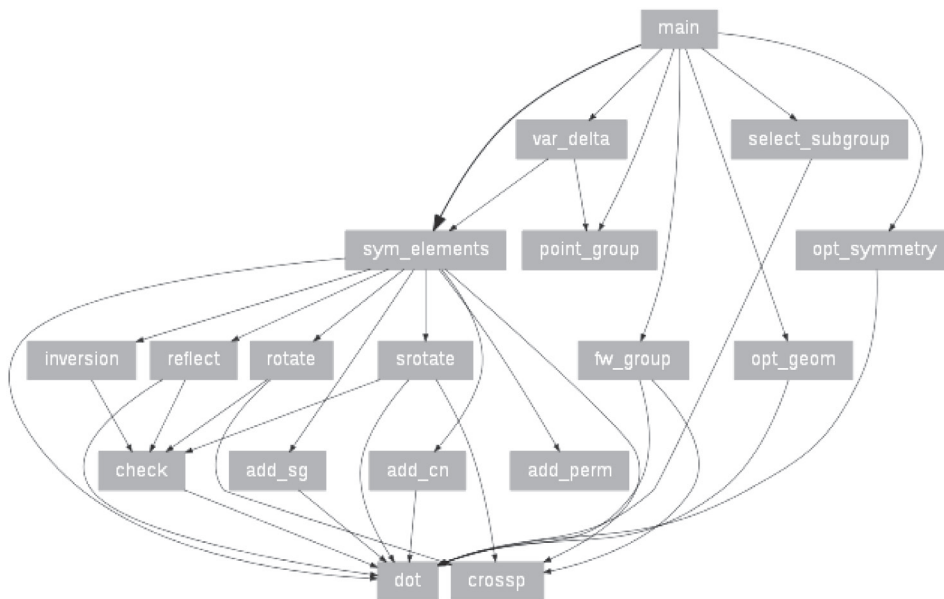 main
var_delta
select_subgroup
sym_elements
point_group
opt_symmetry
inversion
reflect
rotate
srotate
fw_group
opt_geom
check
add_sg
add_cn
add_perm
dot
crossp